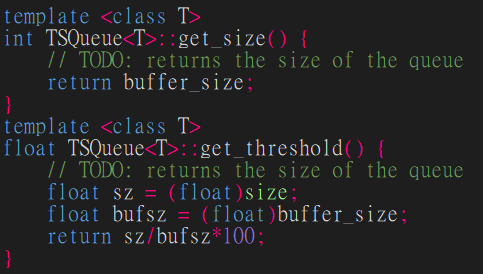 template <class T>
int TSQueue<T>::get_size() {
    // TODO: returns the size of the queue
    return buffer_size;
}
template <class T>
float TSQueue<T>::get_threshold() {
    // TODO: returns the size of the queue
    float sz = (float)size;
    float bufsz = (float)buffer_size;
    return sz/bufsz*100;
}